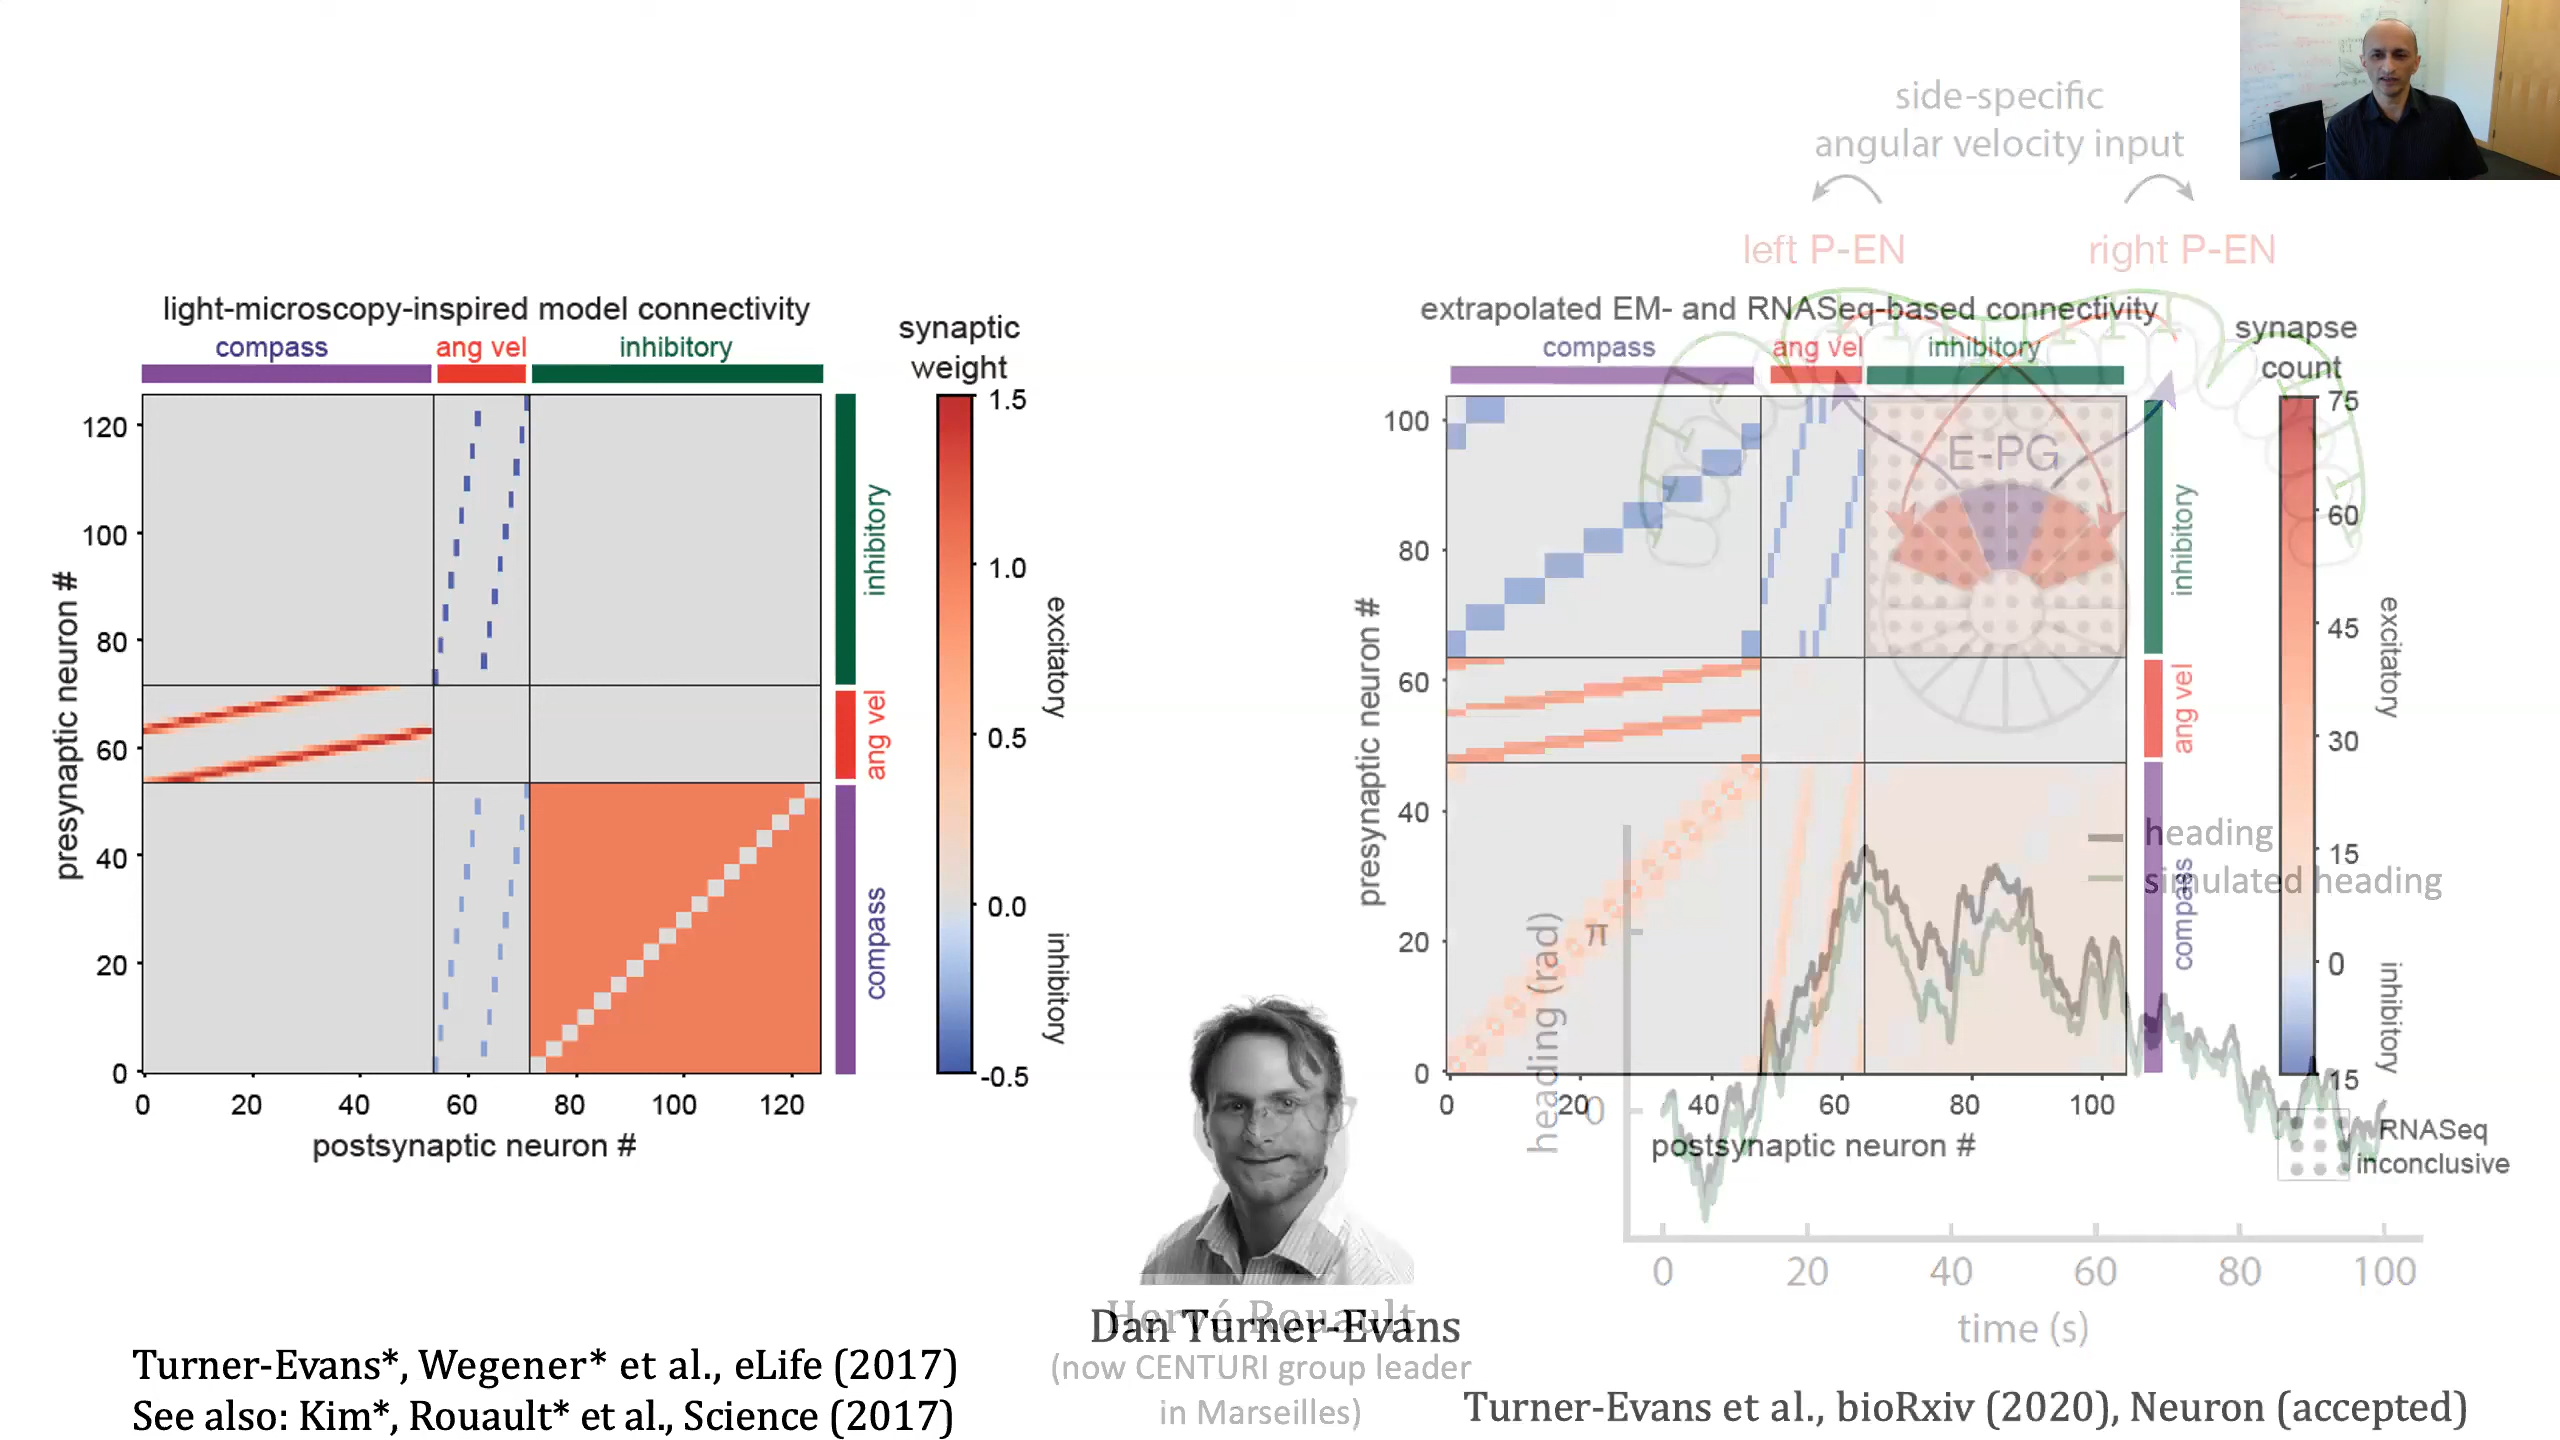 side-specific
angular velocity input
left P-EN
right P-EN
light-microscopy-inspired model connectivity
compass
ang vel
inhibitory
synaptic
weight
1.5
1.0
0.5
0.0
-0.5
excitatory
inhibitory
presynaptic neuron #
120
100
80
60
40
20
0
inhibitory
ang vel
compass
0
20
40
60
80
100
120
postsynaptic neuron #
extrapolated EM- and RNASeq-based connectivity
compass
ang vel
inhibitory
synapse
count
75
60
45
30
15
0
15
excitatory
inhibitory
presynaptic neuron #
100
80
60
40
20
0
E-PG
inhibitory
ang vel
compass
0
20
40
60
80
100
postsynaptic neuron #
RNASeq
inconclusive
heading
simulated heading
heading (rad)
π
0
0
20
40
60
80
100
time (s)
Hervé Rouault
Dan Turner-Evans
(now CENTURI group leader
in Marseilles)
Turner-Evans*, Wegener* et al., eLife (2017)
See also: Kim*, Rouault* et al., Science (2017)
Turner-Evans et al., bioRxiv (2020), Neuron (accepted)